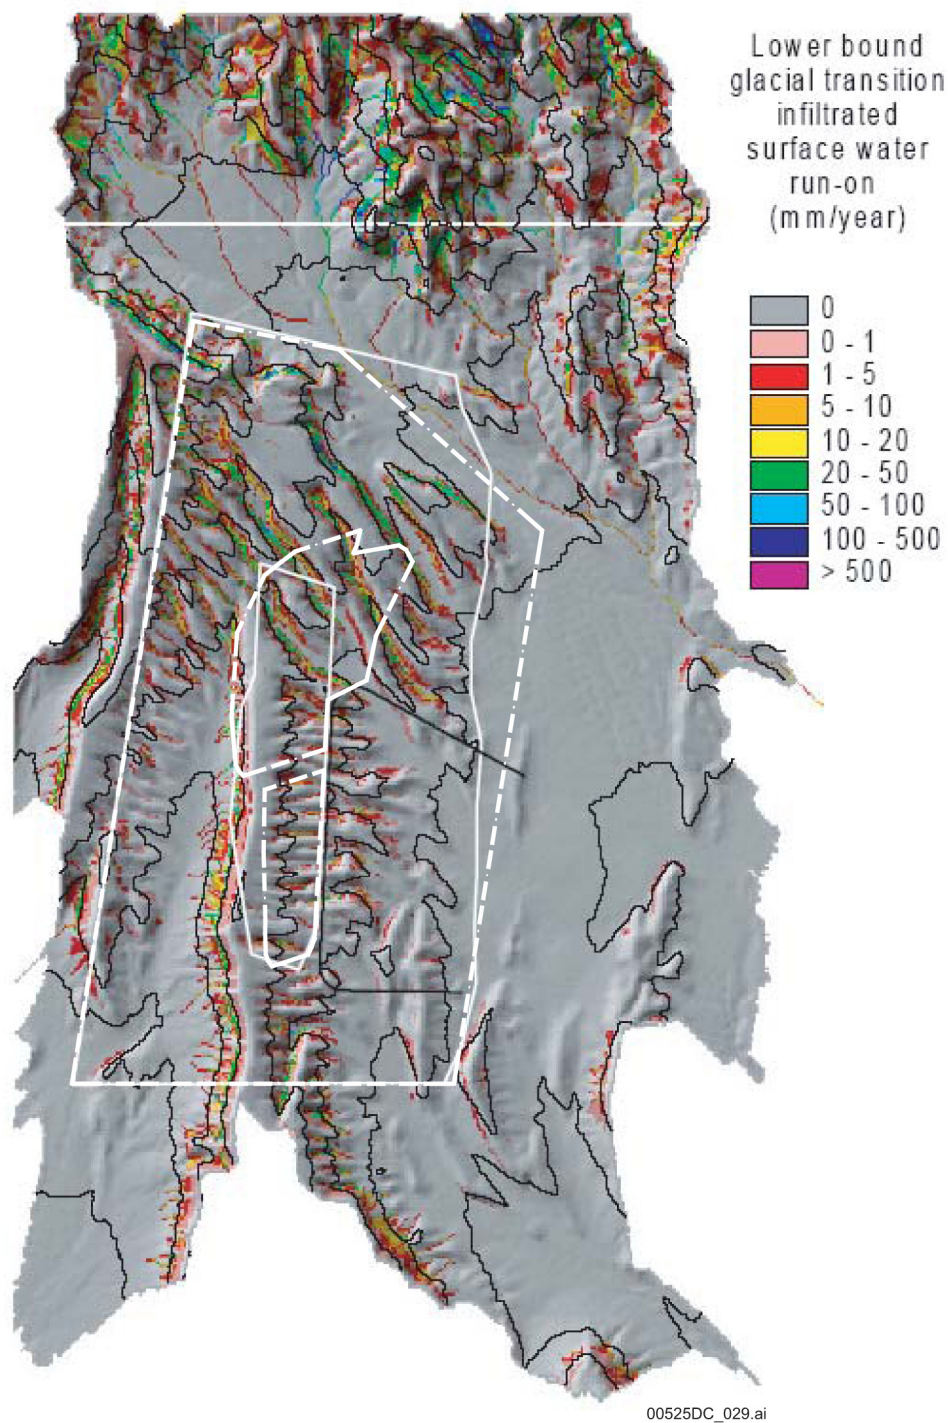 Lower bound
glacial transition
infiltrated
surface water
run-on
(mm/year)
0
0 - 1
1 - 5
5 - 10
10 - 20
20 - 50
50 - 100
100 - 500
> 500
00525DC_029.ai